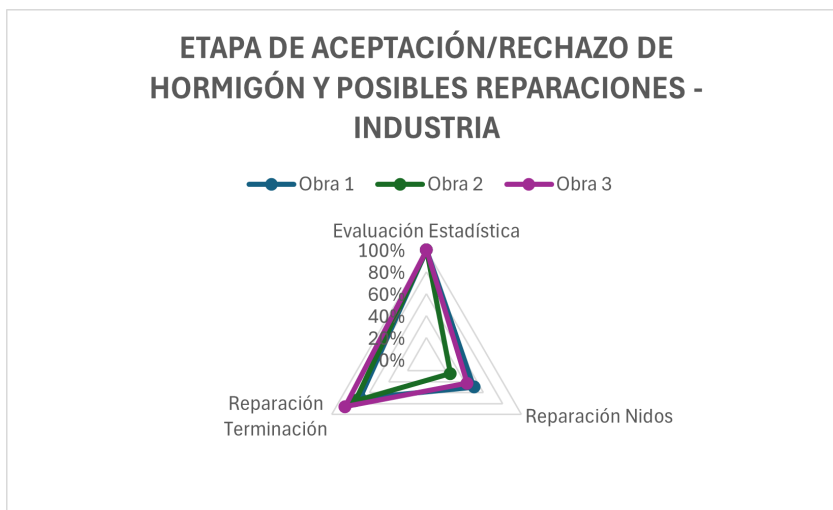 ETAPA DE ACEPTACIÓN/RECHAZO DE
HORMIGÓN Y POSIBLES REPARACIONES -
INDUSTRIA
Obra 1 Obra 2 Obra 3
Evaluación Estadística
100%
80%
60%
40%
20%
0%
Reparación
Terminación
Reparación Nidos